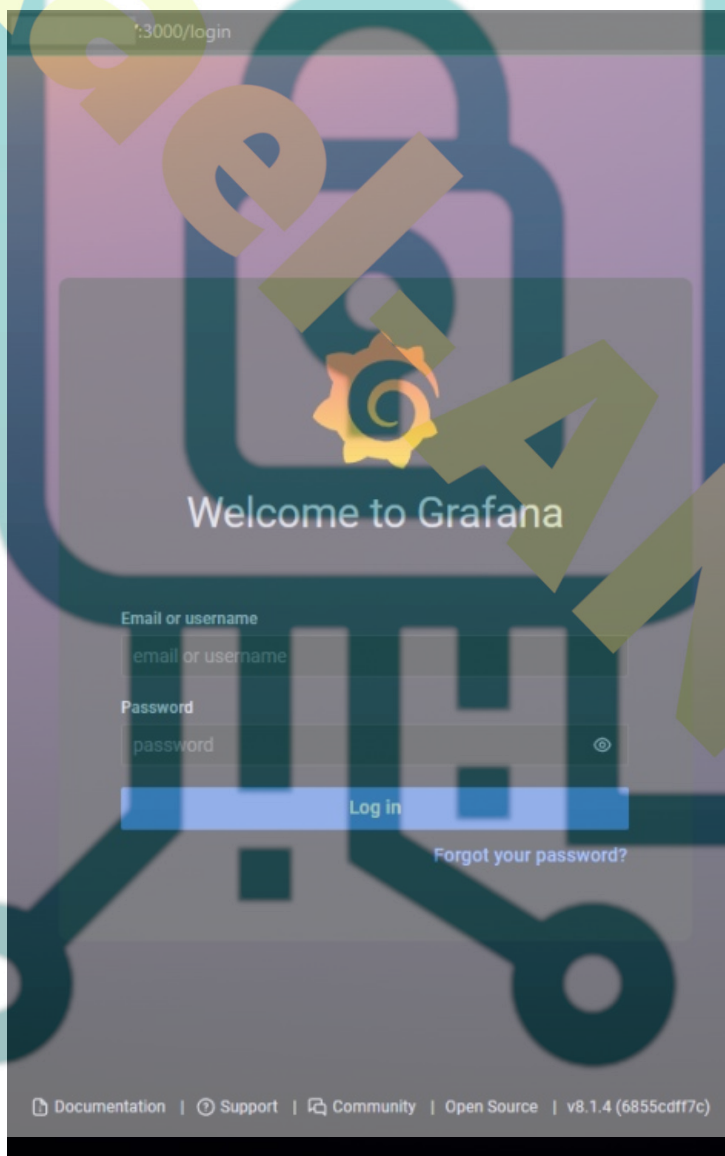 :3000/login
ael-A
Welcome to Grafana
Email or username
email or username
Password
password
Log in
Forgot your password?
Documentation | Support | Community | Open Source | v8.1.4 (6855cdff7c)